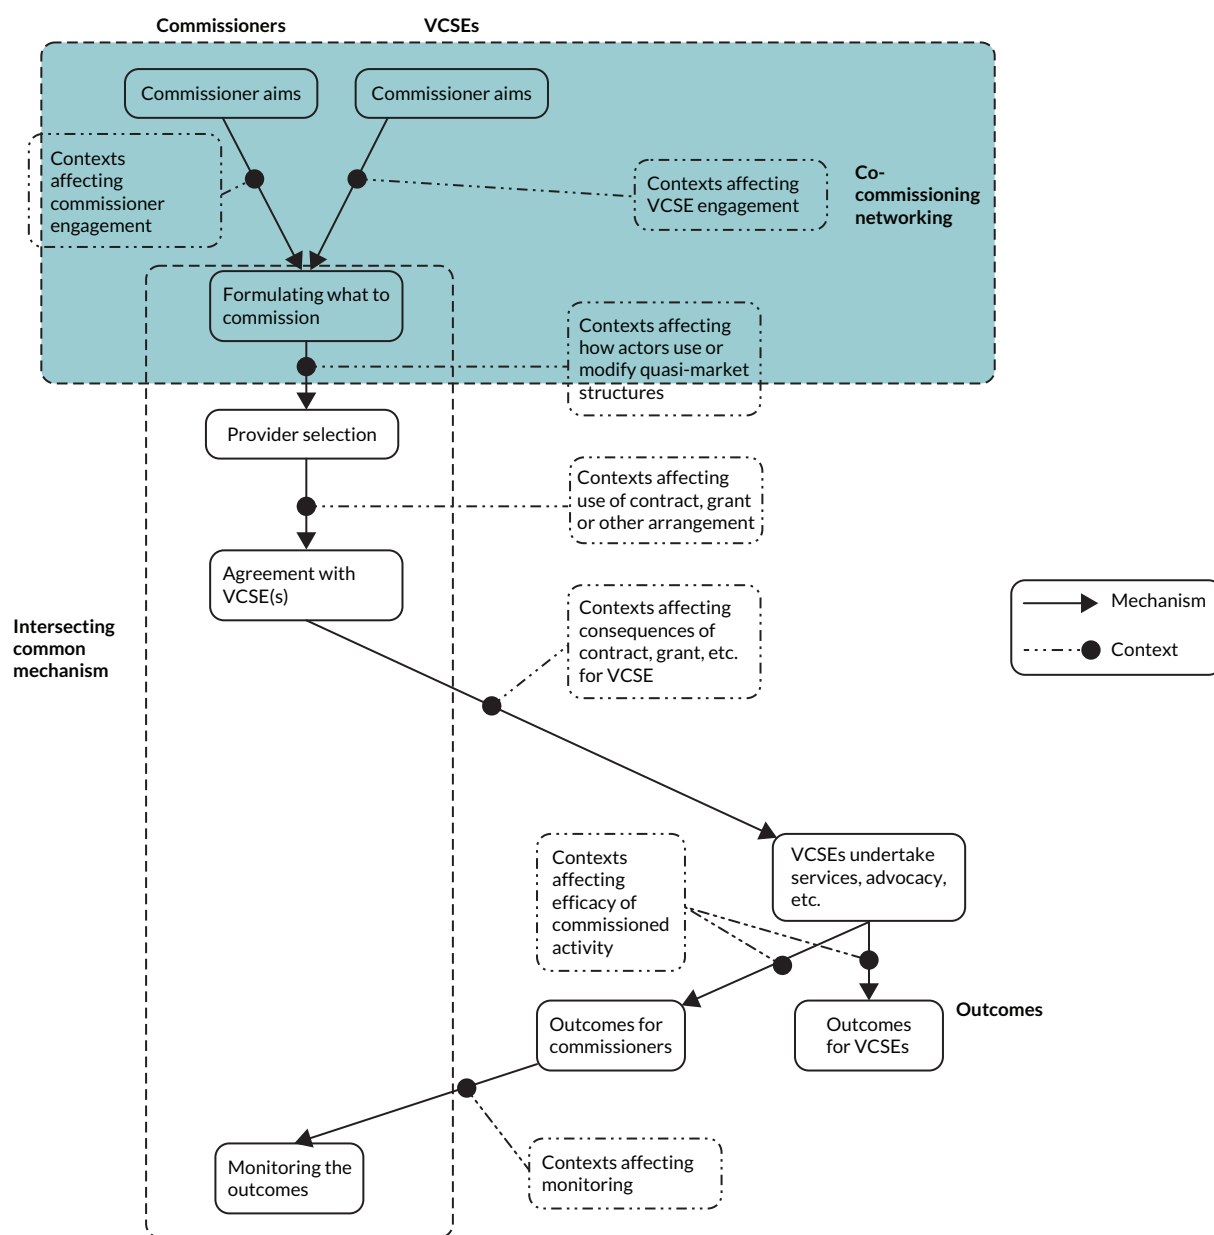 Commissioners
VCSEs
Commissioner aims
Commissioner aims
Contexts
affecting
commissioner
engagement
Contexts affecting
VCSE engagement
Co-
commissioning
networking
Formulating what to
commission
Contexts affecting
how actors use or
modify quasi-market
structures
Provider selection
Contexts affecting
use of contract, grant
or other arrangement
Agreement with
VCSE(s)
Contexts affecting
consequences of
contract, grant, etc.
for VCSE
Intersecting
common
mechanism
Mechanism
Context
VCSEs undertake
services, advocacy,
etc.
Contexts
affecting
efficacy of
commissioned
activity
Outcomes for
commissioners
Outcomes
for VCSEs
Outcomes
Monitoring the
outcomes
Contexts affecting
monitoring